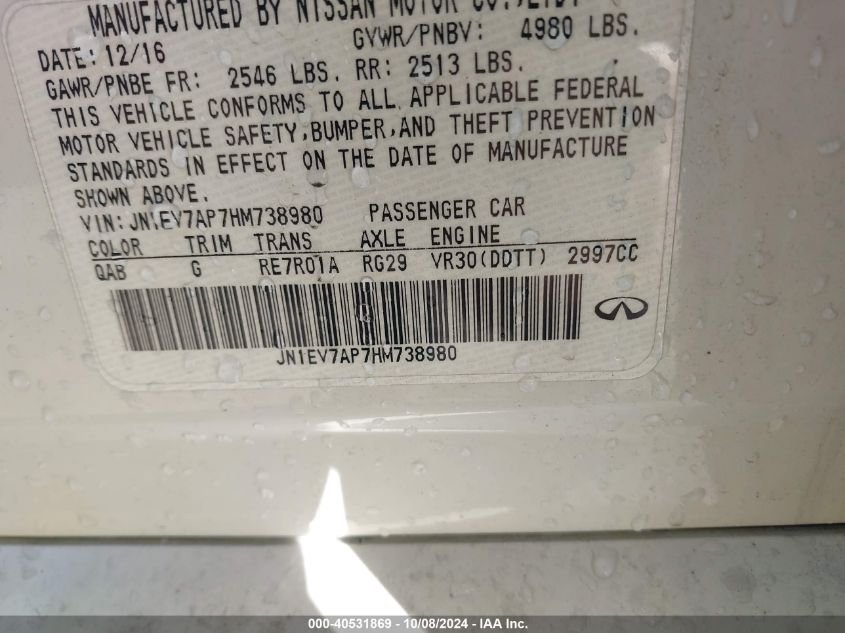 MANUFACTURED BY NISSAN MOTOR CO.,LTD.
DATE: 12/16 GVWR/PNBV: 4980 LBS.
GAWR/PNBE FR: 2546 LBS. RR: 2513 LBS.
THIS VEHICLE CONFORMS TO ALL APPLICABLE FEDERAL
MOTOR VEHICLE SAFETY,BUMPER,AND THEFT PREVENTION
STANDARDS IN EFFECT ON THE DATE OF MANUFACTURE
SHOWN ABOVE.
VIN:JN1EV7AP7HM738980 PASSENGER CAR
COLOR TRIM TRANS AXLE ENGINE
QAB G RE7R01A RG29 VR30(DDTT) 2997CC
JN1EV7AP7HM738980
000-40531869 - 10/08/2024 - IAA Inc.